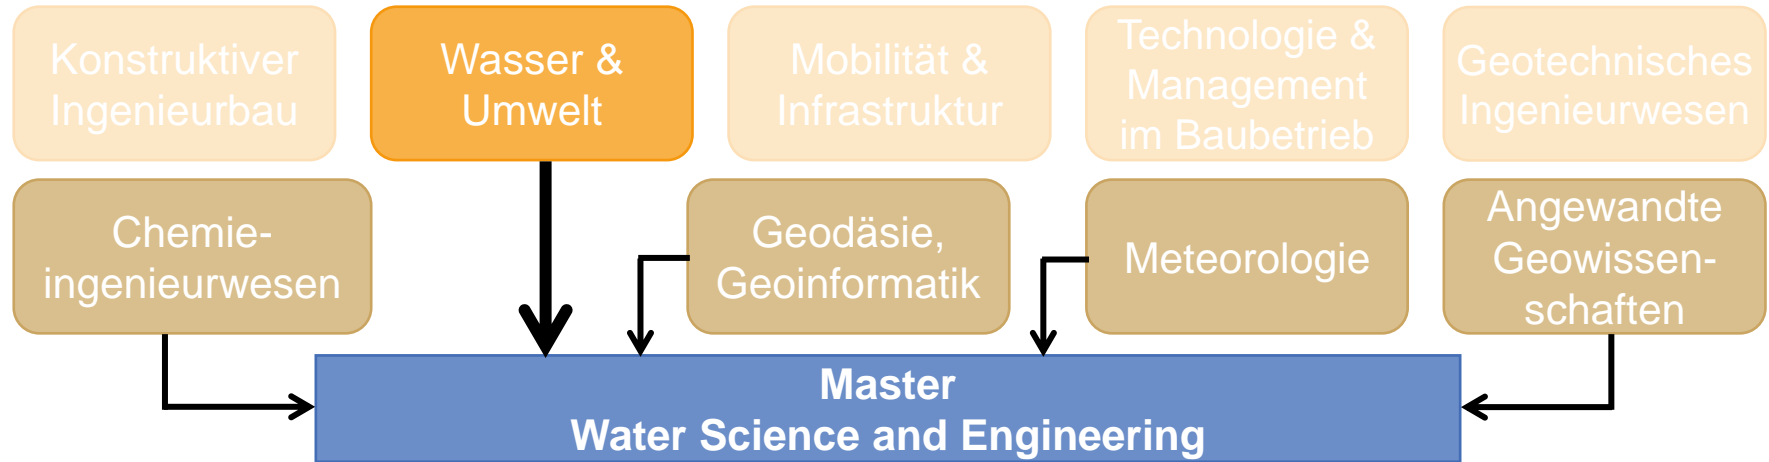 Konstruktiver
Ingenieurbau
Wasser &
Umwelt
Mobilität &
Infrastruktur
Technologie &
Management
im Baubetrieb
Geotechnisches
Ingenieurwesen
Chemie-
ingenieurwesen
Geodäsie,
Geoinformatik
Meteorologie
Angewandte
Geowissen-
schaften
Master
Water Science and Engineering